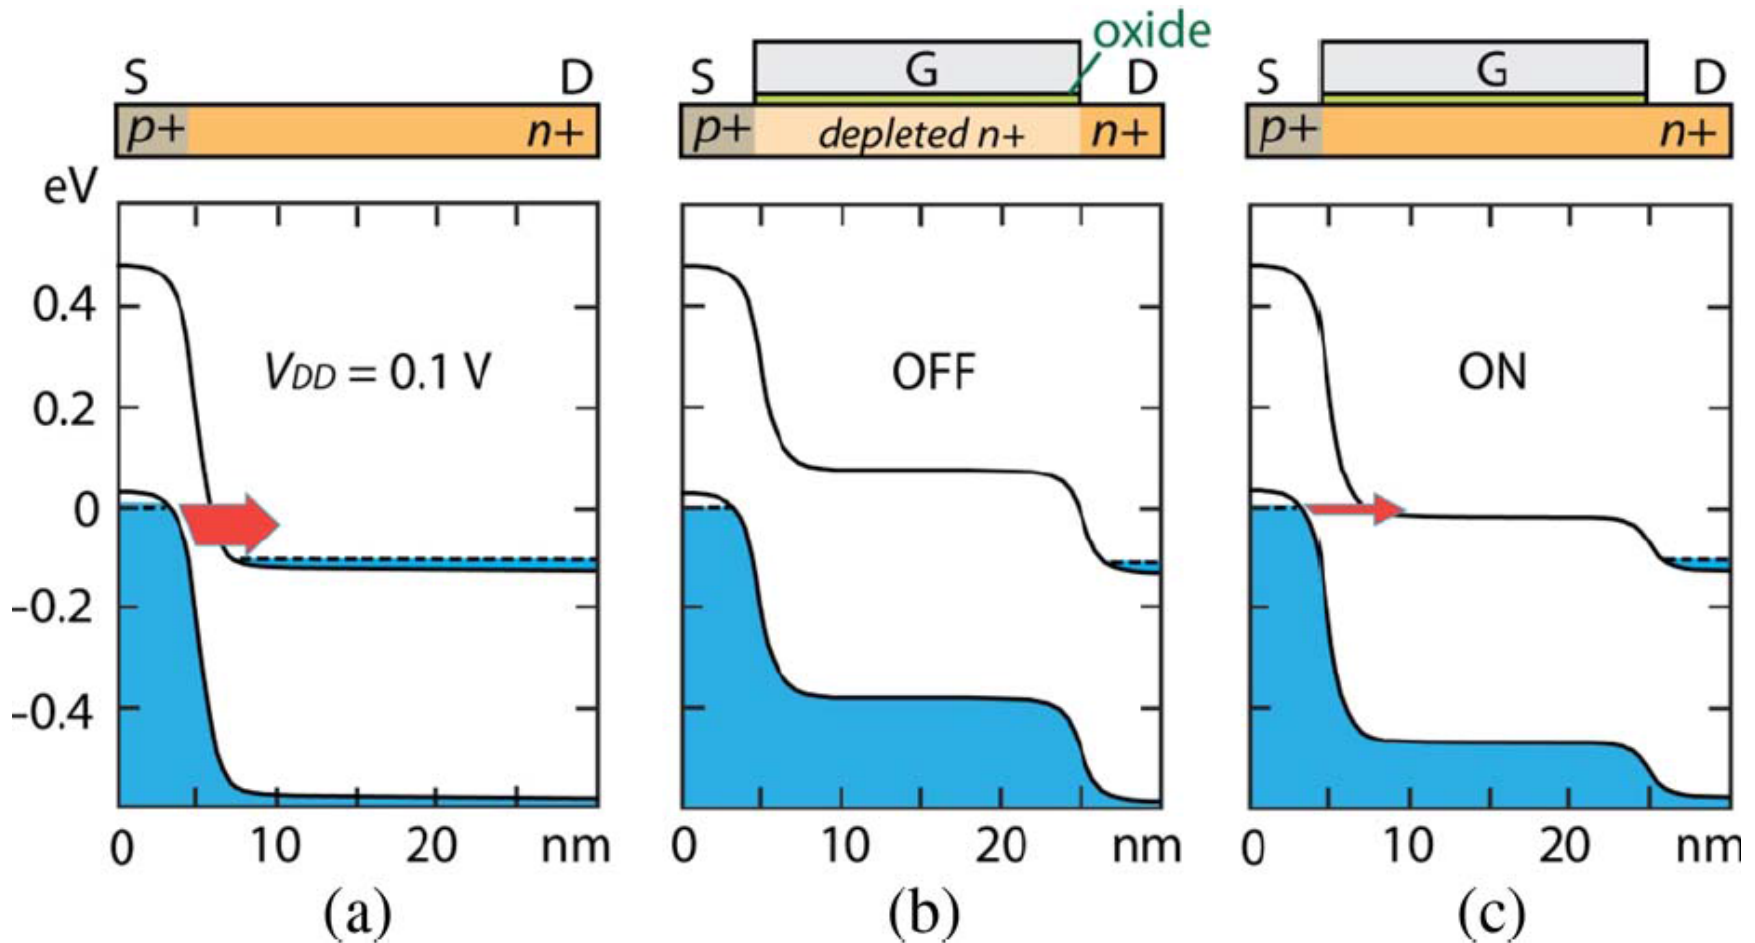 oxide
S D S G D S G D
p+ n+ p+ depleted n+ n+ p+ n+
eV
0.4
VDD = 0.1 V OFF ON
0.2
0
-0.2
-0.4
0 10 20 nm 0 10 20 nm 0 10 20 nm
(a) (b) (c)